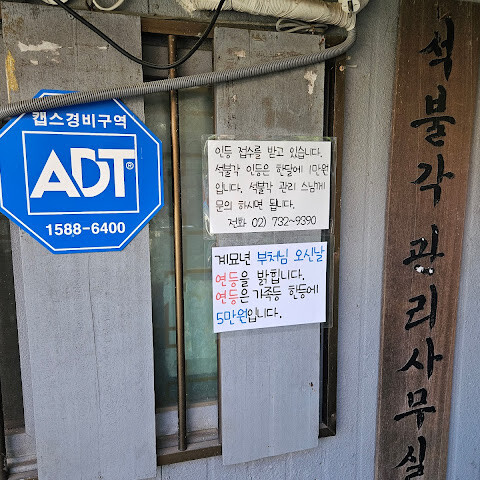 캡스경비구역
ADT®
1588-6400
인등 접수를 받고 있습니다.
석불각 인등은 한달에 1만원
입니다. 석불각 관리 스님께
문의 하시면 됩니다.
전화 02) 732~9390
계묘년 부처님 오신날
연등을 밝힙니다.
연등은 가족등 한등에
5만원입니다.
석불각 관리사무실